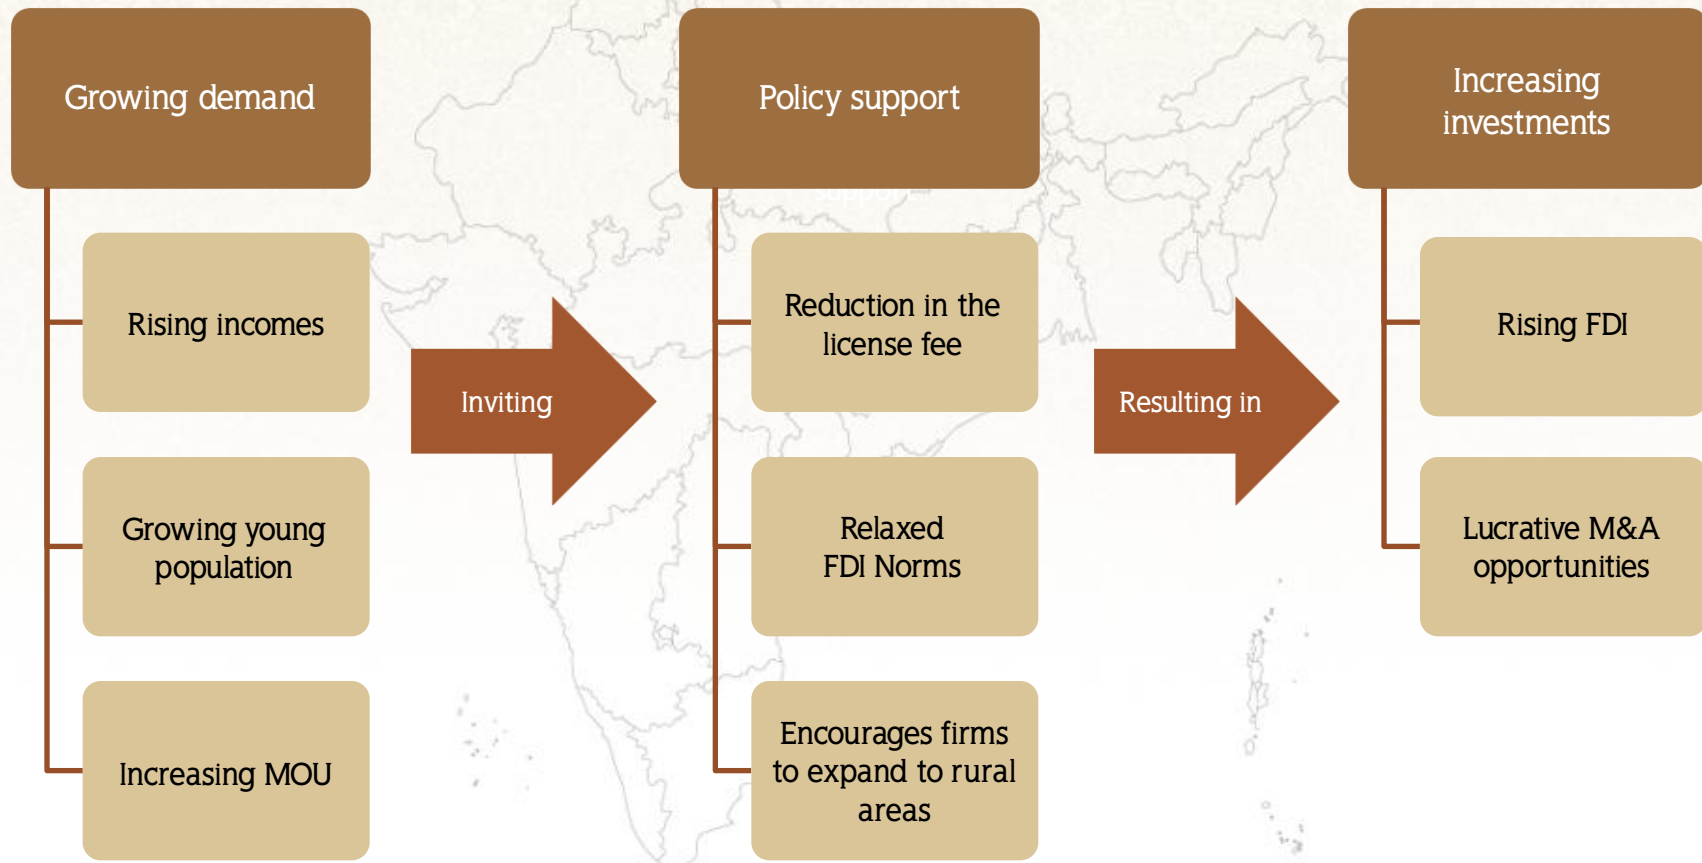 Growing demand
Rising incomes
Growing young
population
Increasing MOU
Inviting
Policy support
support
Reduction in the
license fee
Relaxed
FDI Norms
Encourages firms
to expand to rural
areas
Resulting in
Increasing
investments
Rising FDI
Lucrative M&A
opportunities